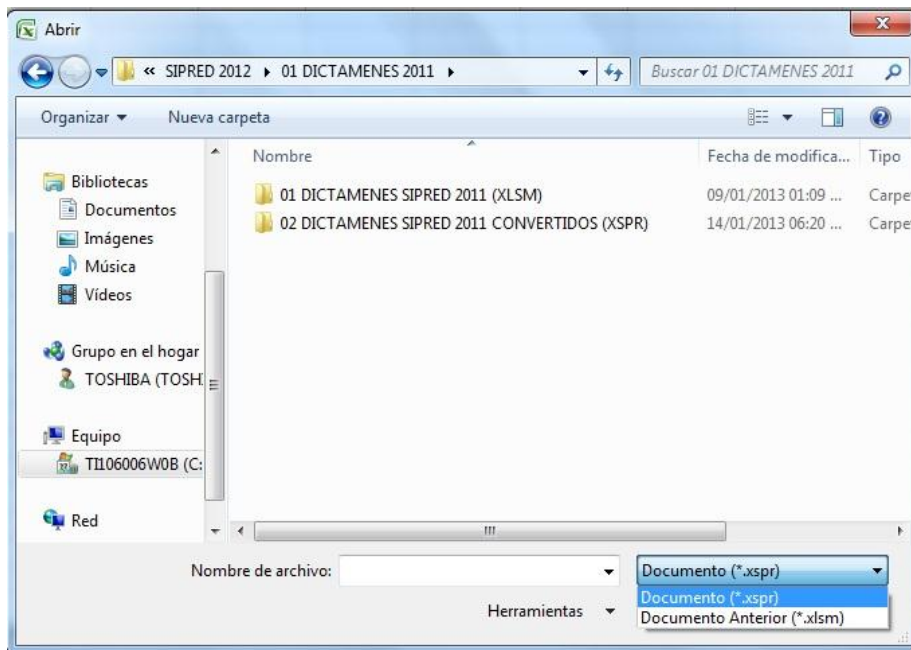 Abrir
« SIPRED 2012 ▸ 01 DICTAMENES 2011 ▸
Buscar 01 DICTAMENES 2011
Organizar ▾ Nueva carpeta
Nombre Fecha de modifica... Tipo
Bibliotecas
Documentos
Imágenes
Música
Vídeos
Grupo en el hogar
TOSHIBA (TOSH
Equipo
TI106006W0B (C:
Red
01 DICTAMENES SIPRED 2011 (XLSM) 09/01/2013 01:09 ... Carpe
02 DICTAMENES SIPRED 2011 CONVERTIDOS (XSPR) 14/01/2013 06:20 ... Carpe
Nombre de archivo:
Documento (*.xspr)
Documento (*.xspr)
Documento Anterior (*.xlsm)
Herramientas ▾